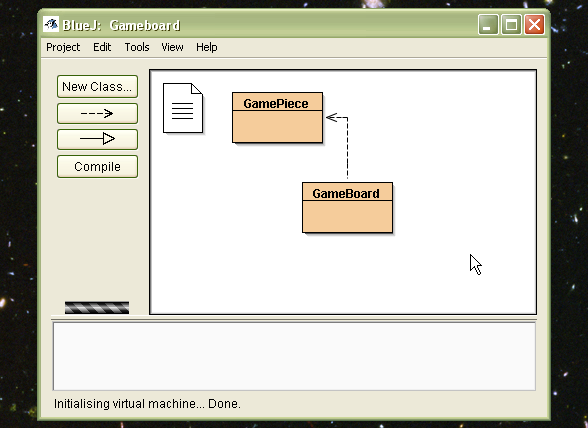 BlueJ: Gameboard
Project Edit Tools View Help
New Class...
Compile
GamePiece
GameBoard
Initialising virtual machine... Done.